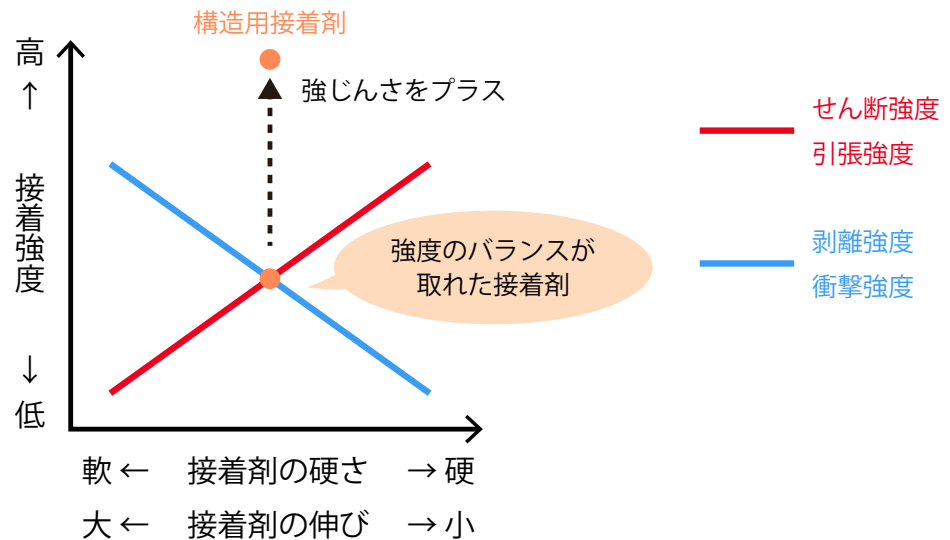 構造用接着剤
高
↑
強じんさをプラス
接着強度
↓
低
強度のバランスが
取れた接着剤
せん断強度
引張強度
剥離強度
衝撃強度
軟 ← 接着剤の硬さ → 硬
大 ← 接着剤の伸び → 小